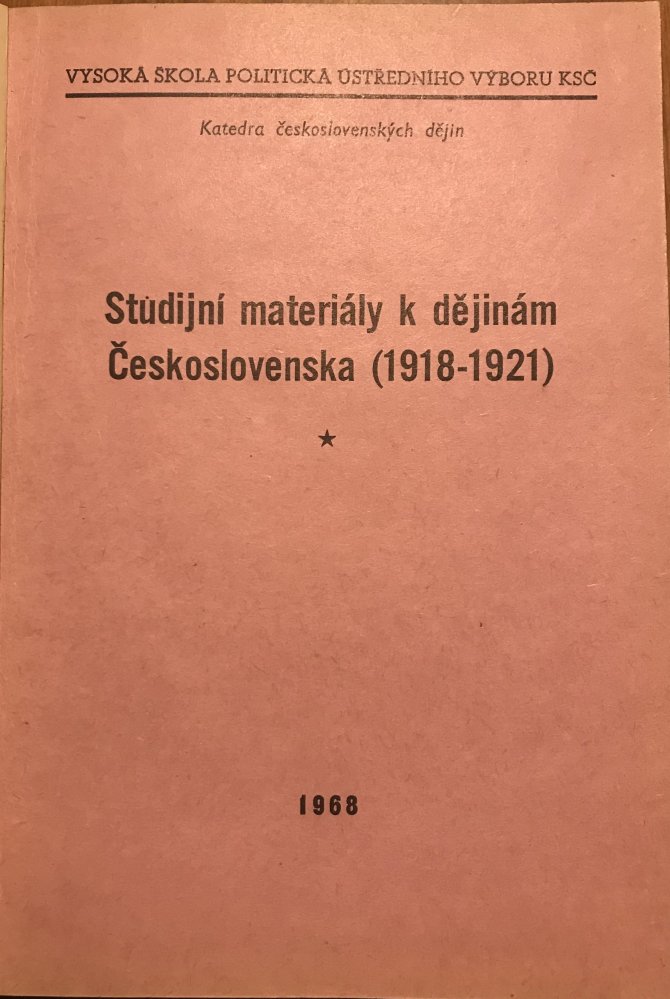 VYSOKÁ ŠKOLA POLITICKÁ ÚSTŘEDNÍHO VÝBORU KSČ
Katedra československých dějin
Studijní materiály k dějinám
Československa (1918-1921)
★
1968